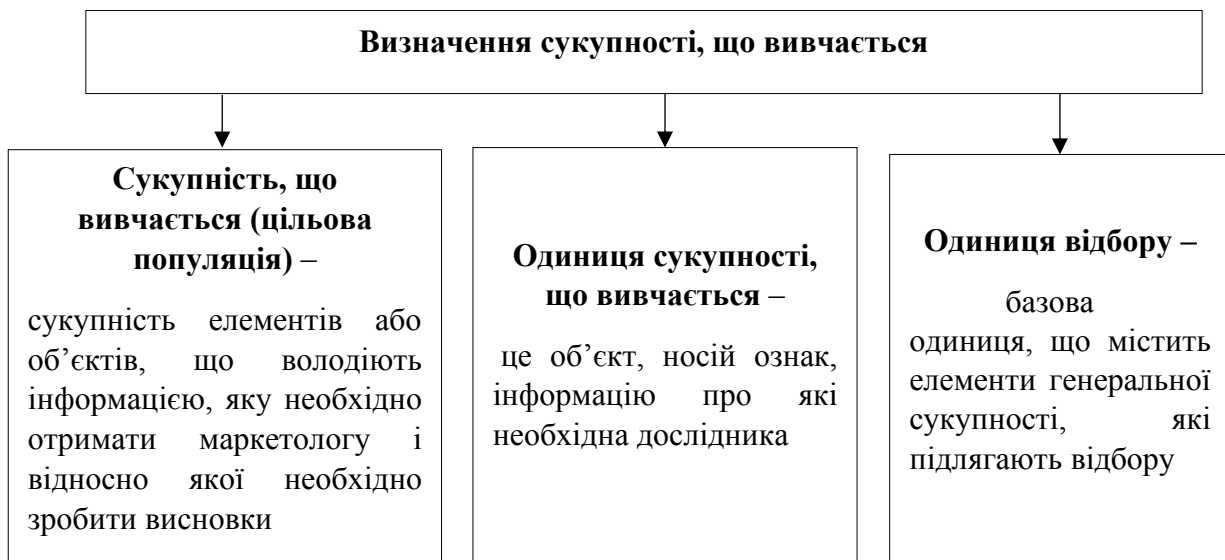 Визначення сукупності, що вивчається
Сукупність, що
вивчається (цільова
популяція) –
сукупність елементів або
об’єктів, що володіють
інформацією, яку необхідно
отримати маркетологу і
відносно якої необхідно
зробити висновки
Одиниця сукупності,
що вивчається –
це об’єкт, носій ознак,
інформацію про які
необхідна дослідника
Одиниця відбору –
базова
одиниця, що містить
елементи генеральної
сукупності, які
підлягають відбору